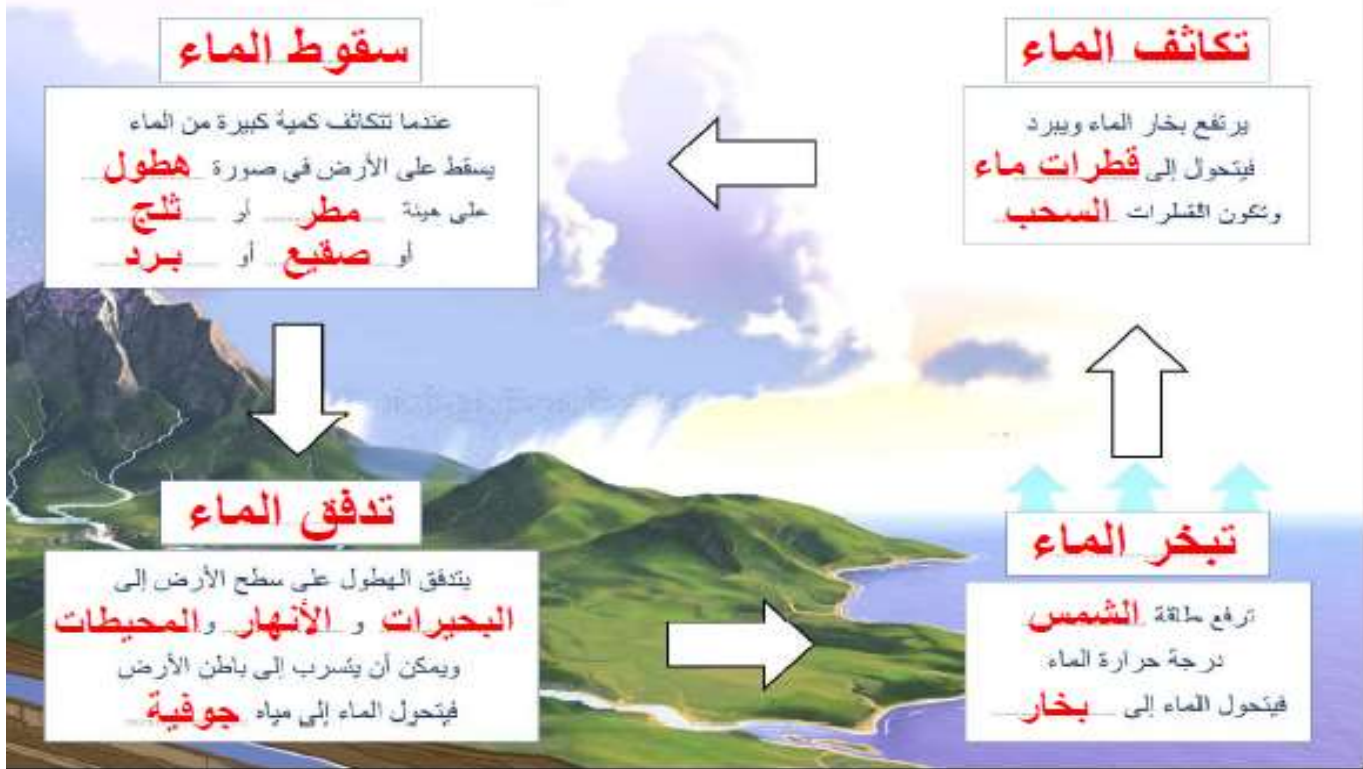 تكاثف الماء
يرتفع بخار الماء ويبرد
فيتحول إلى قطرات ماء
وتكون القطرات السحب
سقوط الماء
عندما تتكاثف كمية كبيرة من الماء
يسقط على الأرض في صورة هطول
على هيئة مطر أو ثلج
أو صقيع أو برد
تدفق الماء
يتدفق الهطول على سطح الأرض إلى
البحيرات و الأنهار و المحيطات
ويمكن أن يتسرب إلى باطن الأرض
فيتحول الماء إلى مياه جوفية
تبخر الماء
ترفع طاقة الشمس
درجة حرارة الماء
فيتحول الماء إلى بخار